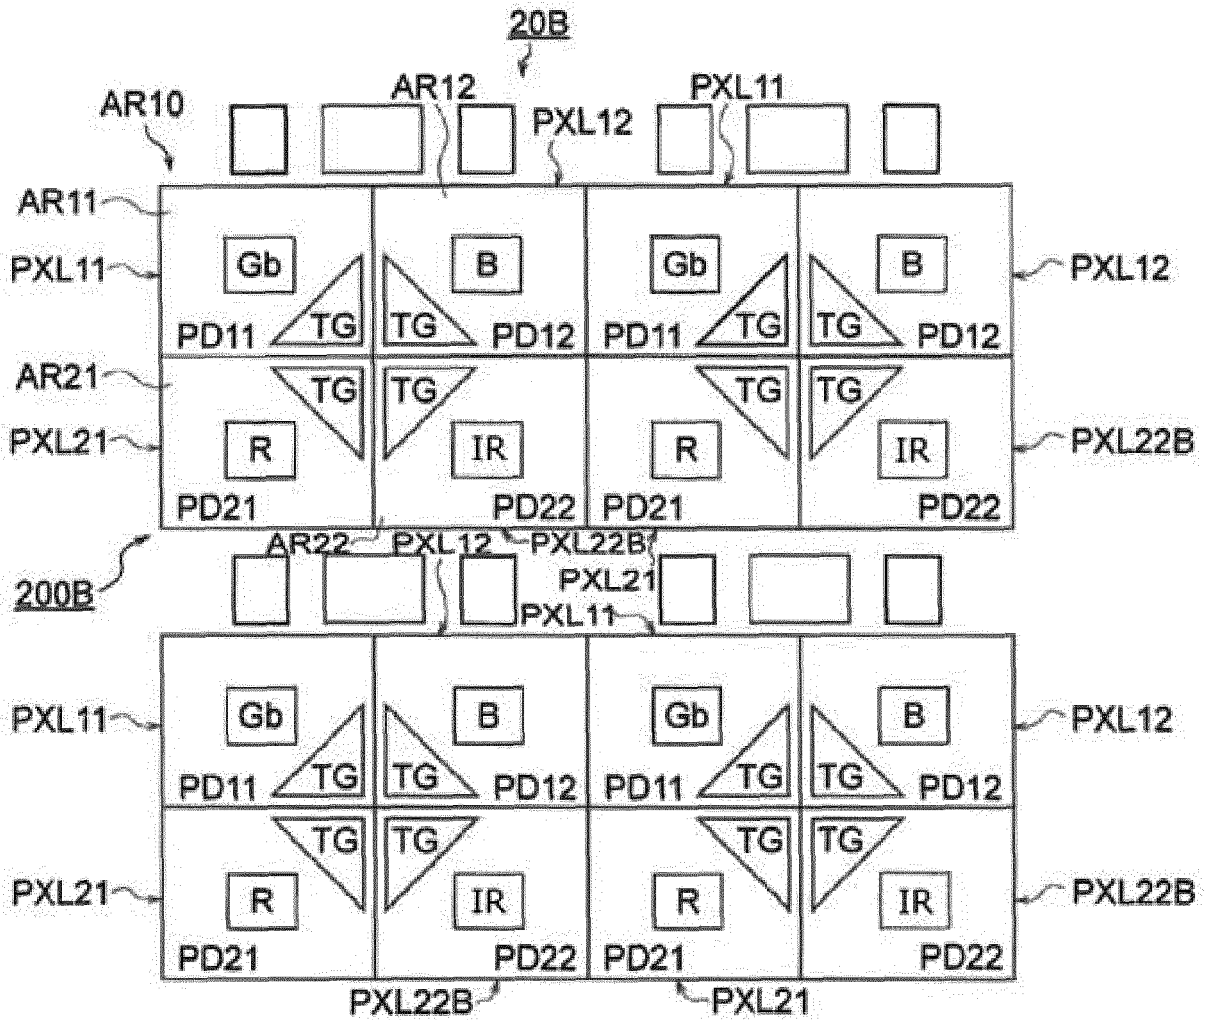 20B
AR10 AR12 PXL12 PXL11
AR11
Gb B Gb B
PXL11 PXL12
PD11 TG TG PD12 PD11 TG TG PD12
AR21 TG TG TG TG
PXL21 R IR R IR PXL22B
PD21 PD22 PD21 PD22
AR22 PXL12 PXL22B
200B PXL21
PXL11
Gb B Gb B
PXL11 PXL12
PD11 TG TG PD12 PD11 TG TG PD12
TG TG TG TG
PXL21 R IR R IR PXL22B
PD21 PD22 PD21 PD22
PXL22B PXL21